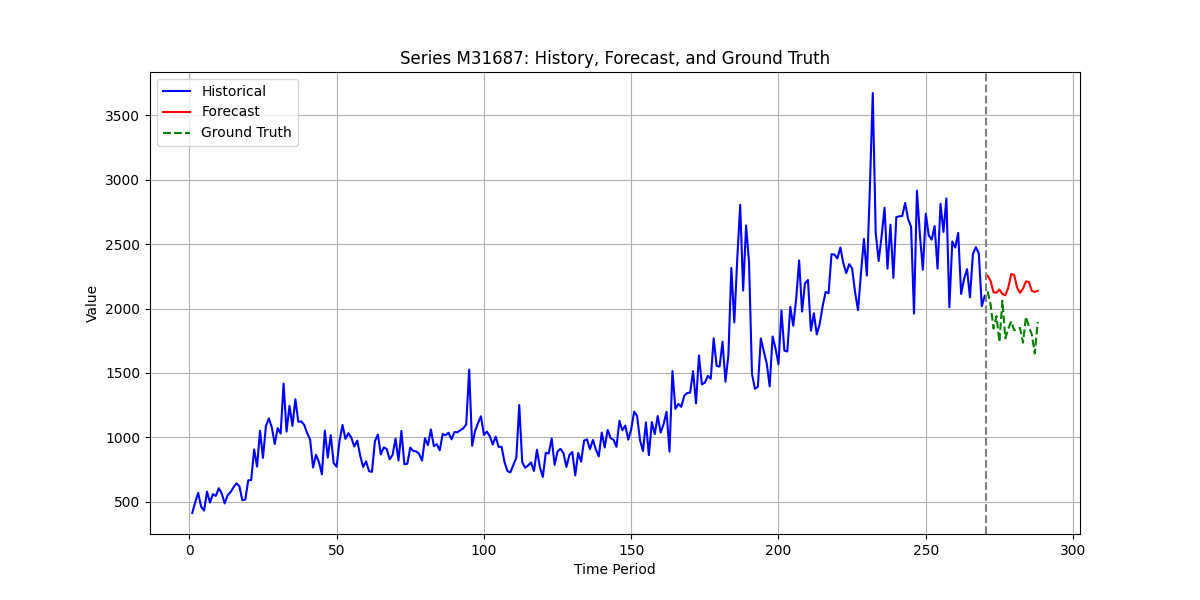 Series M31687: History, Forecast, and Ground Truth
Historical
Forecast
Ground Truth
3500
3000
2500
2000
1500
1000
500
Value
0 50 100 150 200 250 300
Time Period